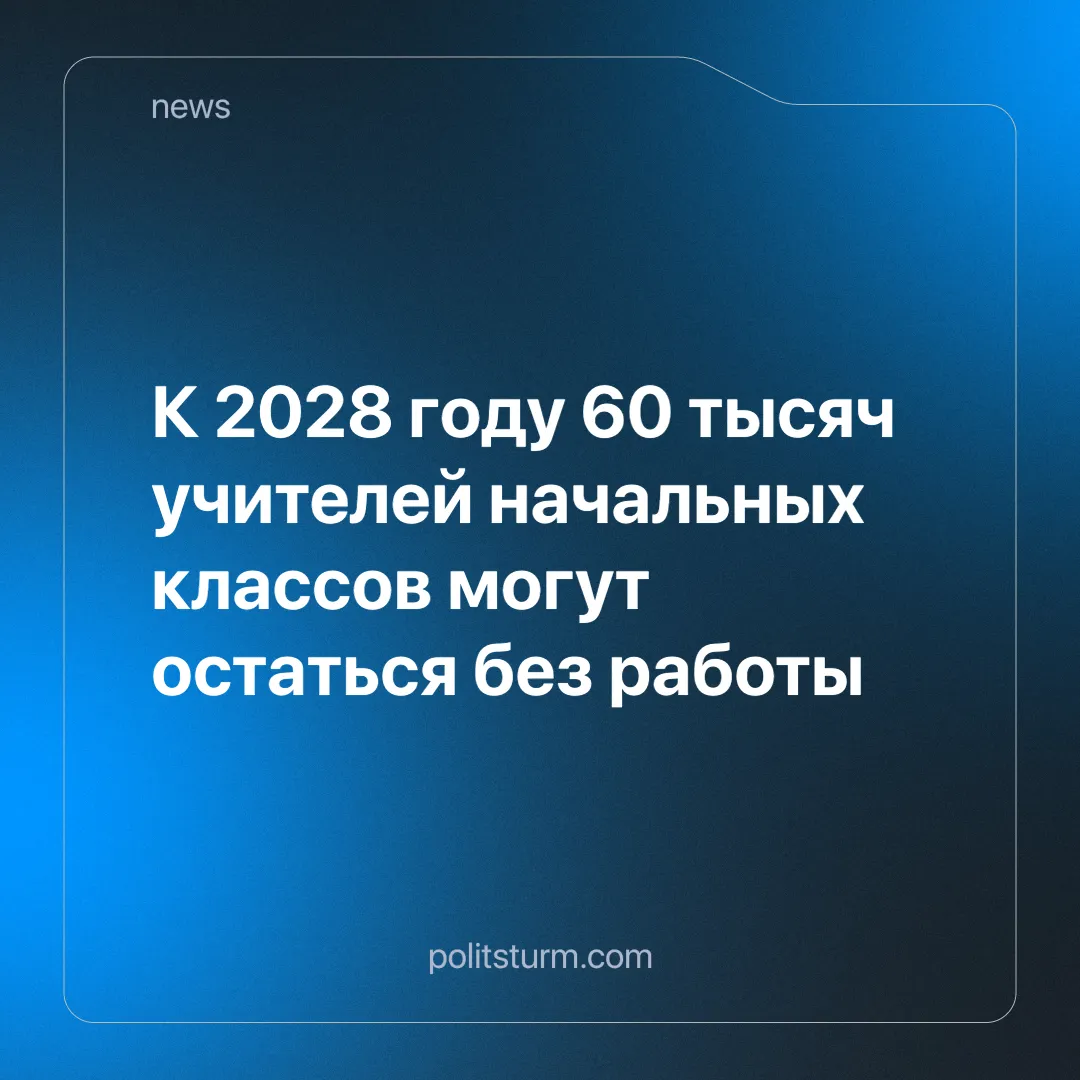 news
К 2028 году 60 тысяч
учителей начальных
классов могут
остаться без работы
politsturm.com